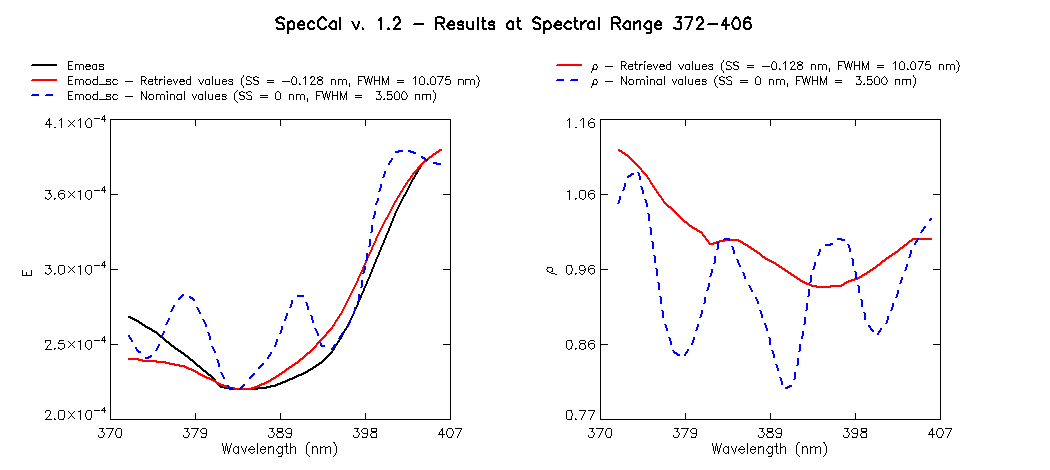 SpecCal v. 1.2 – Results at Spectral Range 372–406
Emeas
Emod_sc – Retrieved values (SS = –0.128 nm, FWHM = 10.075 nm)
Emod_sc – Nominal values (SS = 0 nm, FWHM = 3.500 nm)
4.1×10⁻⁴
3.6×10⁻⁴
3.0×10⁻⁴
2.5×10⁻⁴
2.0×10⁻⁴
E
370 379 389 398 407
Wavelength (nm)
ρ – Retrieved values (SS = –0.128 nm, FWHM = 10.075 nm)
ρ – Nominal values (SS = 0 nm, FWHM = 3.500 nm)
1.16
1.06
0.96
0.86
0.77
ρ
370 379 389 398 407
Wavelength (nm)